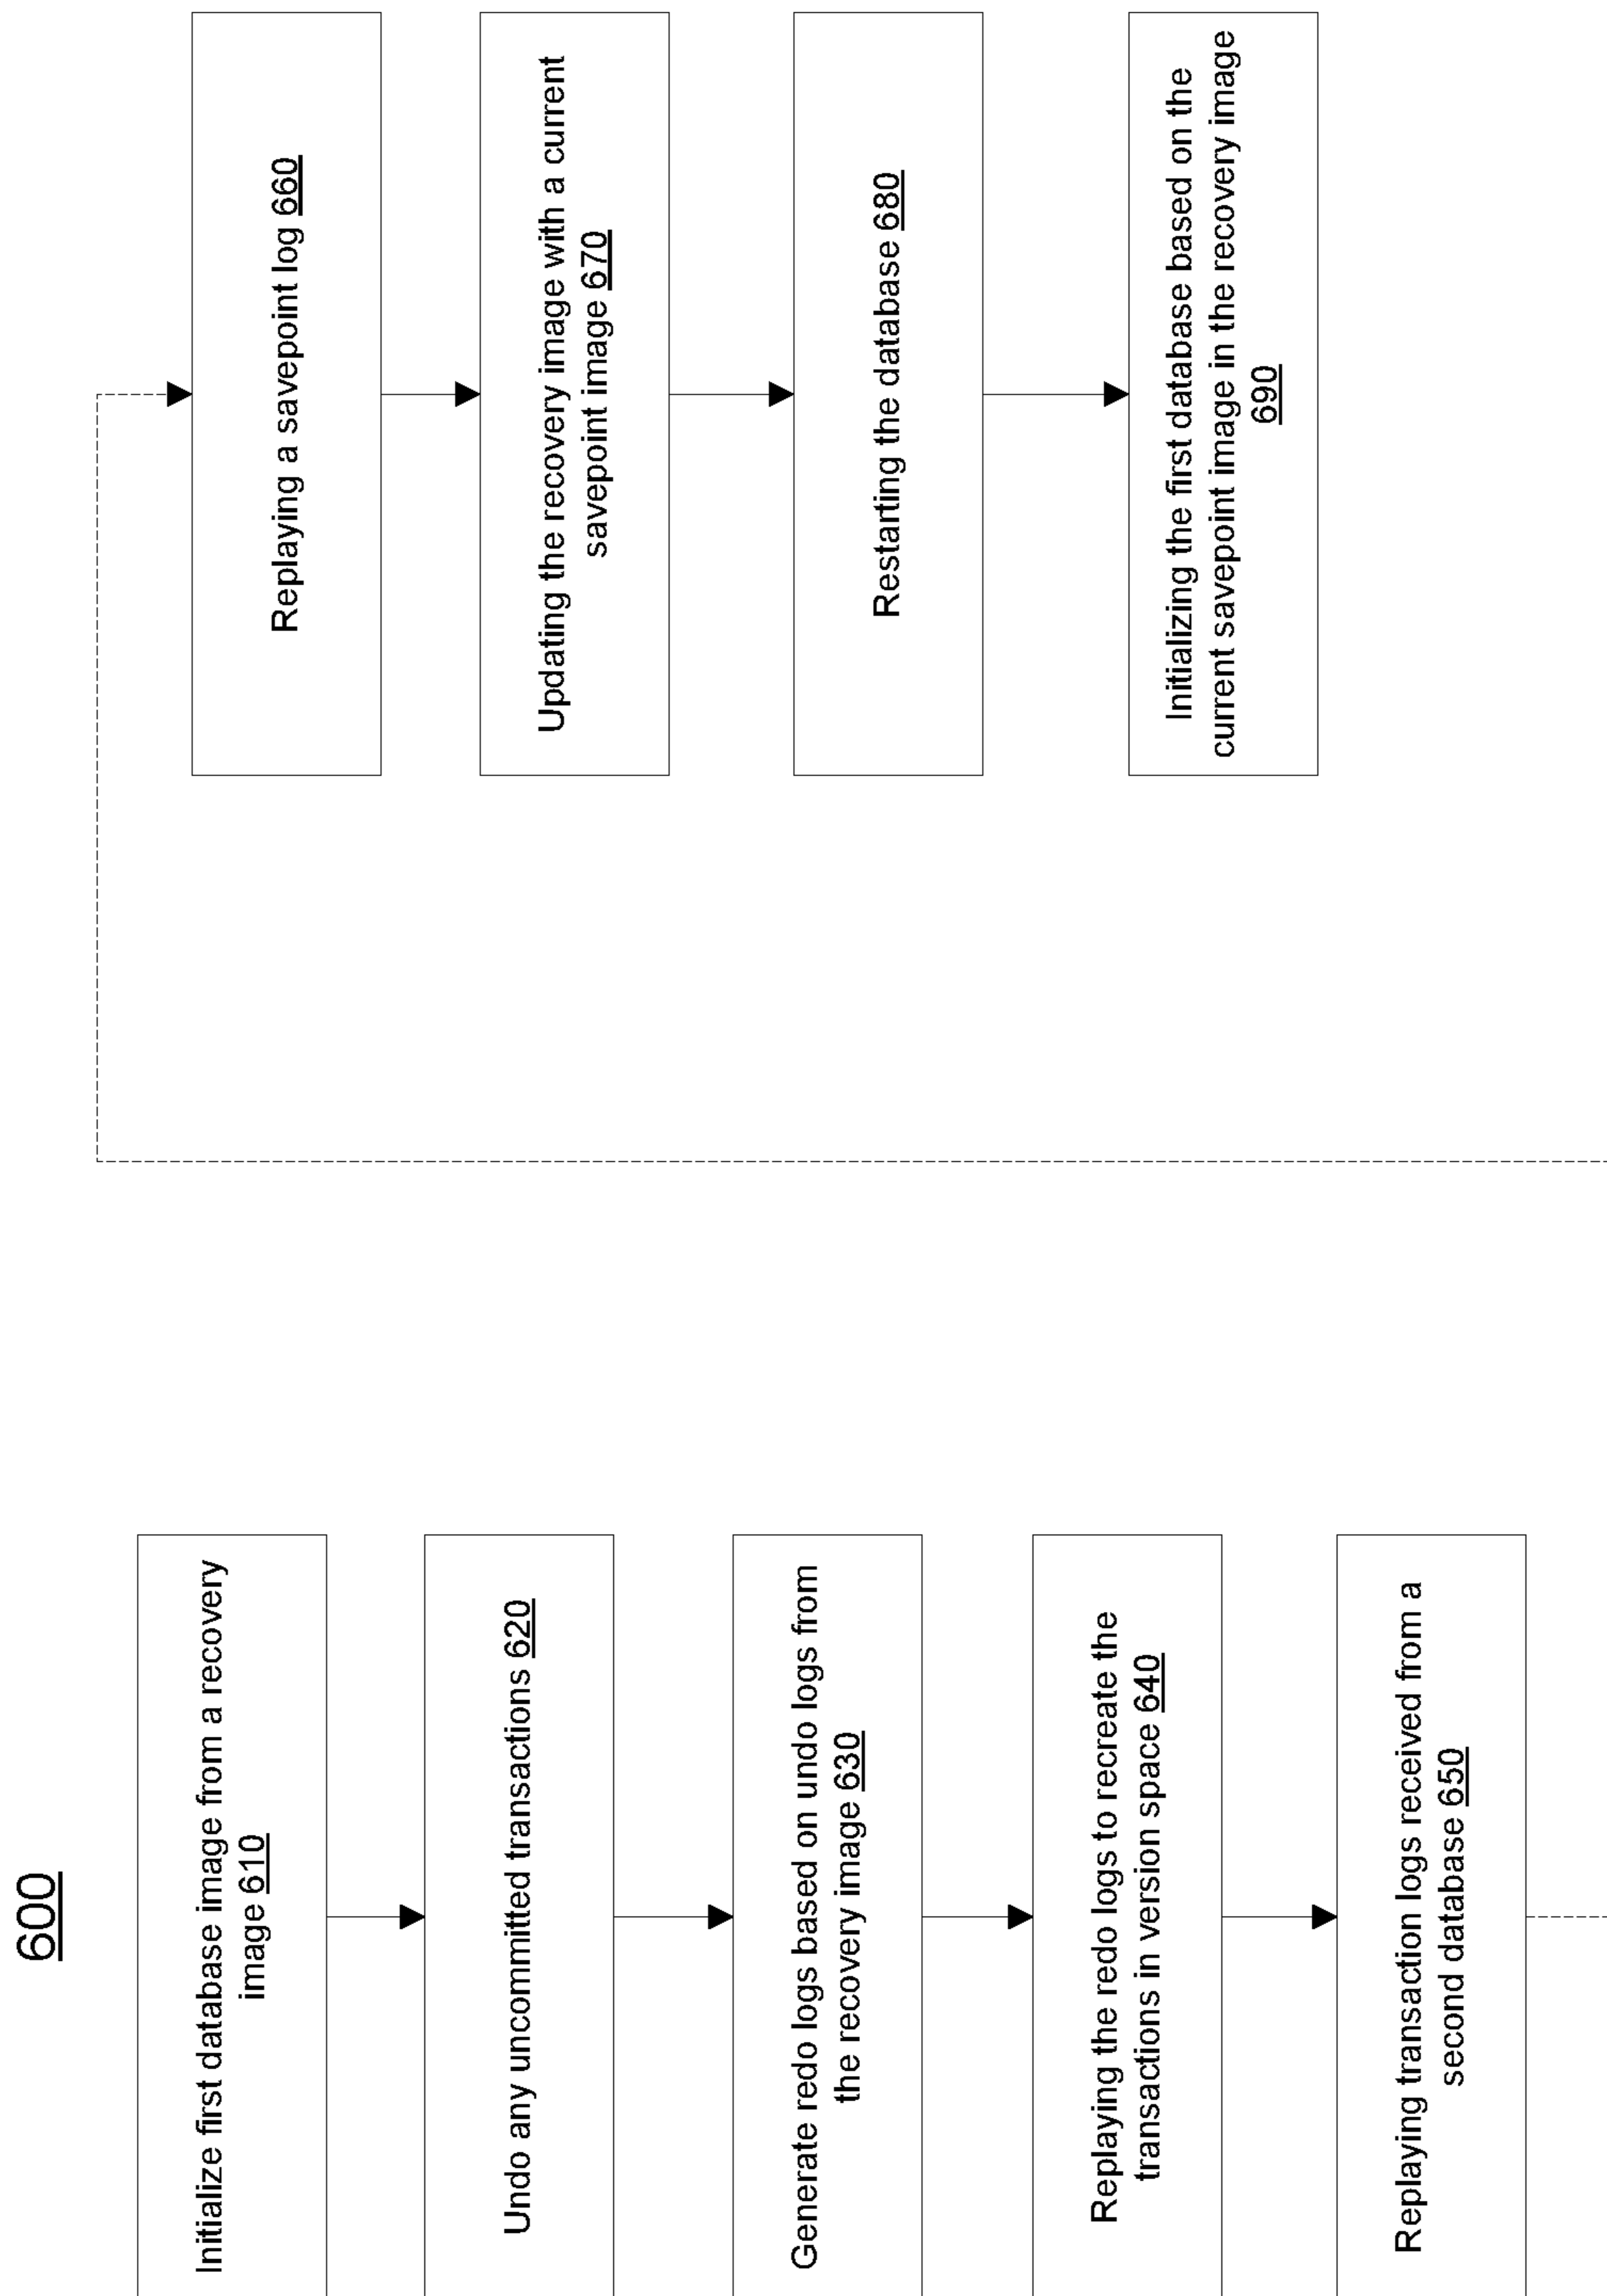 600
Initialize first database image from a recovery
image 610
Undo any uncommitted transactions 620
Generate redo logs based on undo logs from
the recovery image 630
Replaying the redo logs to recreate the
transactions in version space 640
Replaying transaction logs received from a
second database 650
Replaying a savepoint log 660
Updating the recovery image with a current
savepoint image 670
Restarting the database 680
Initializing the first database based on the
current savepoint image in the recovery image
690